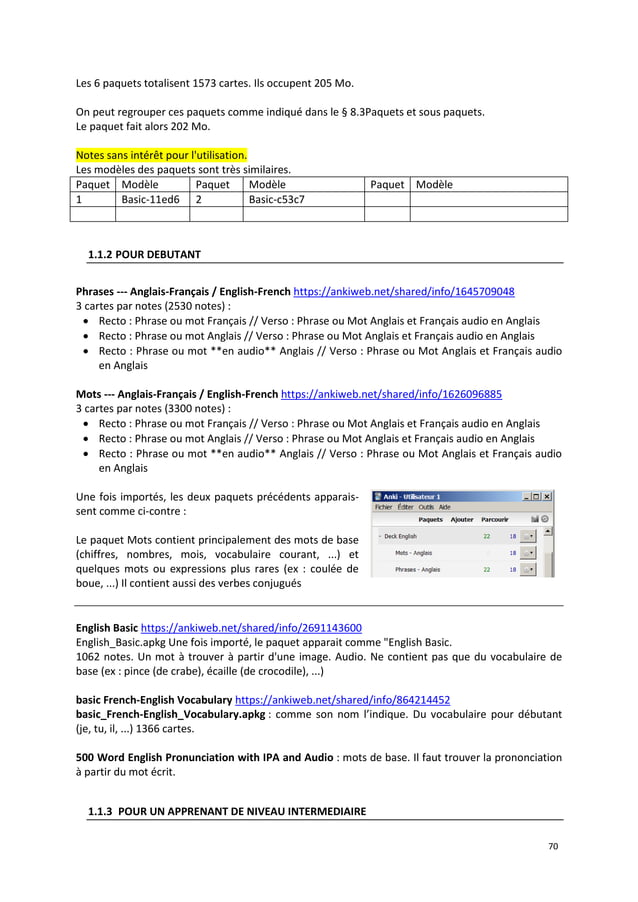 Les 6 paquets totalisent 1573 cartes. Ils occupent 205 Mo.
On peut regrouper ces paquets comme indiqué dans le § 8.3Paquets et sous paquets.
Le paquet fait alors 202 Mo.
Notes sans intérêt pour l'utilisation.
Les modèles des paquets sont très similaires.
Paquet Modèle Paquet Modèle Paquet Modèle
1 Basic-11ed6 2 Basic-c53c7
1.1.2 POUR DEBUTANT
Phrases --- Anglais-Français / English-French https://ankiweb.net/shared/info/1645709048
3 cartes par notes (2530 notes) :
• Recto : Phrase ou mot Français // Verso : Phrase ou Mot Anglais et Français audio en Anglais
• Recto : Phrase ou mot Anglais // Verso : Phrase ou Mot Anglais et Français audio en Anglais
• Recto : Phrase ou mot **en audio** Anglais // Verso : Phrase ou Mot Anglais et Français audio
en Anglais
Mots --- Anglais-Français / English-French https://ankiweb.net/shared/info/1626096885
3 cartes par notes (3300 notes) :
• Recto : Phrase ou mot Français // Verso : Phrase ou Mot Anglais et Français audio en Anglais
• Recto : Phrase ou mot Anglais // Verso : Phrase ou Mot Anglais et Français audio en Anglais
• Recto : Phrase ou mot **en audio** Anglais // Verso : Phrase ou Mot Anglais et Français audio
en Anglais
Une fois importés, les deux paquets précédents apparais-
sent comme ci-contre :
Le paquet Mots contient principalement des mots de base
(chiffres, nombres, mois, vocabulaire courant, ...) et
quelques mots ou expressions plus rares (ex : coulée de
boue, ...) Il contient aussi des verbes conjugués
Anki - Utilisateur 1
Fichier Éditer Outils Aide
Paquets Ajouter Parcourir
- Deck English 22 18
Mots - Anglais 18
Phrases - Anglais 22 18
English Basic https://ankiweb.net/shared/info/2691143600
English_Basic.apkg Une fois importé, le paquet apparait comme "English Basic.
1062 notes. Un mot à trouver à partir d'une image. Audio. Ne contient pas que du vocabulaire de
base (ex : pince (de crabe), écaille (de crocodile), ...)
basic French-English Vocabulary https://ankiweb.net/shared/info/864214452
basic_French-English_Vocabulary.apkg : comme son nom l’indique. Du vocabulaire pour débutant
(je, tu, il, ...) 1366 cartes.
500 Word English Pronunciation with IPA and Audio : mots de base. Il faut trouver la prononciation
à partir du mot écrit.
1.1.3 POUR UN APPRENANT DE NIVEAU INTERMEDIAIRE
70